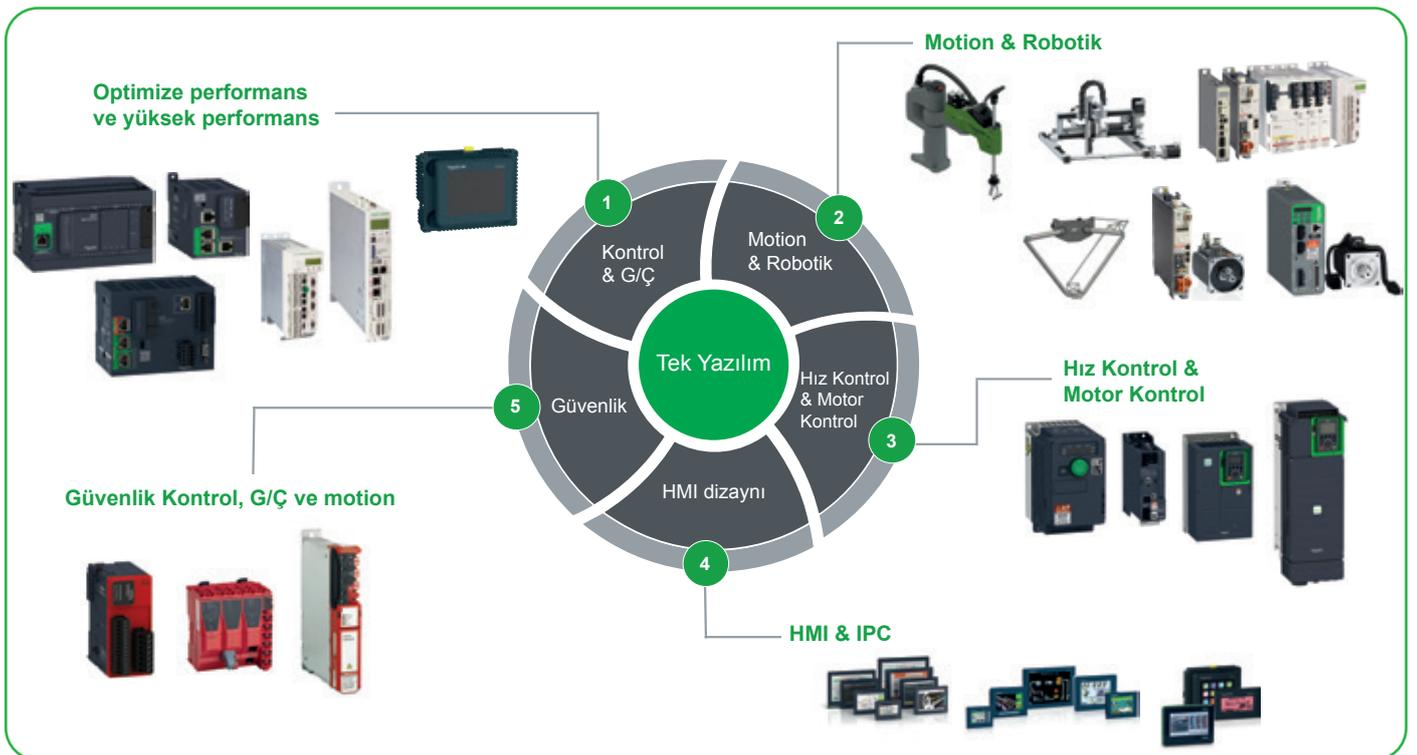 Optimize performans
ve yüksek performans
Motion & Robotik
1
Kontrol
& G/Ç
2
Motion
& Robotik
Tek Yazılım
Hız Kontrol
& Motor
Kontrol
3
Hız Kontrol &
Motor Kontrol
5
Güvenlik
Güvenlik Kontrol, G/Ç ve motion
HMI dizaynı
4
HMI & IPC